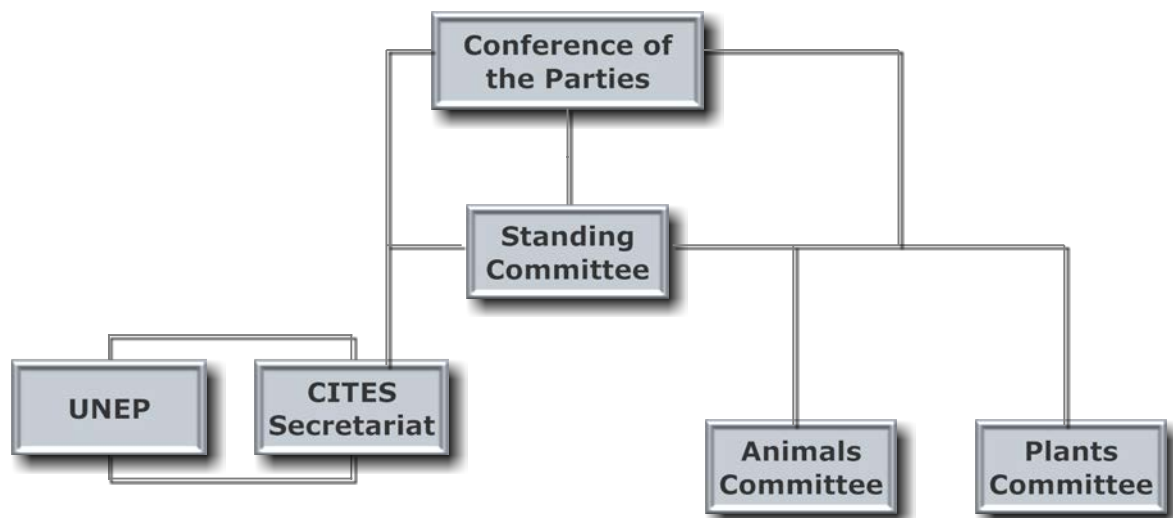 Conference of
the Parties
Standing
Committee
UNEP
CITES
Secretariat
Animals
Committee
Plants
Committee